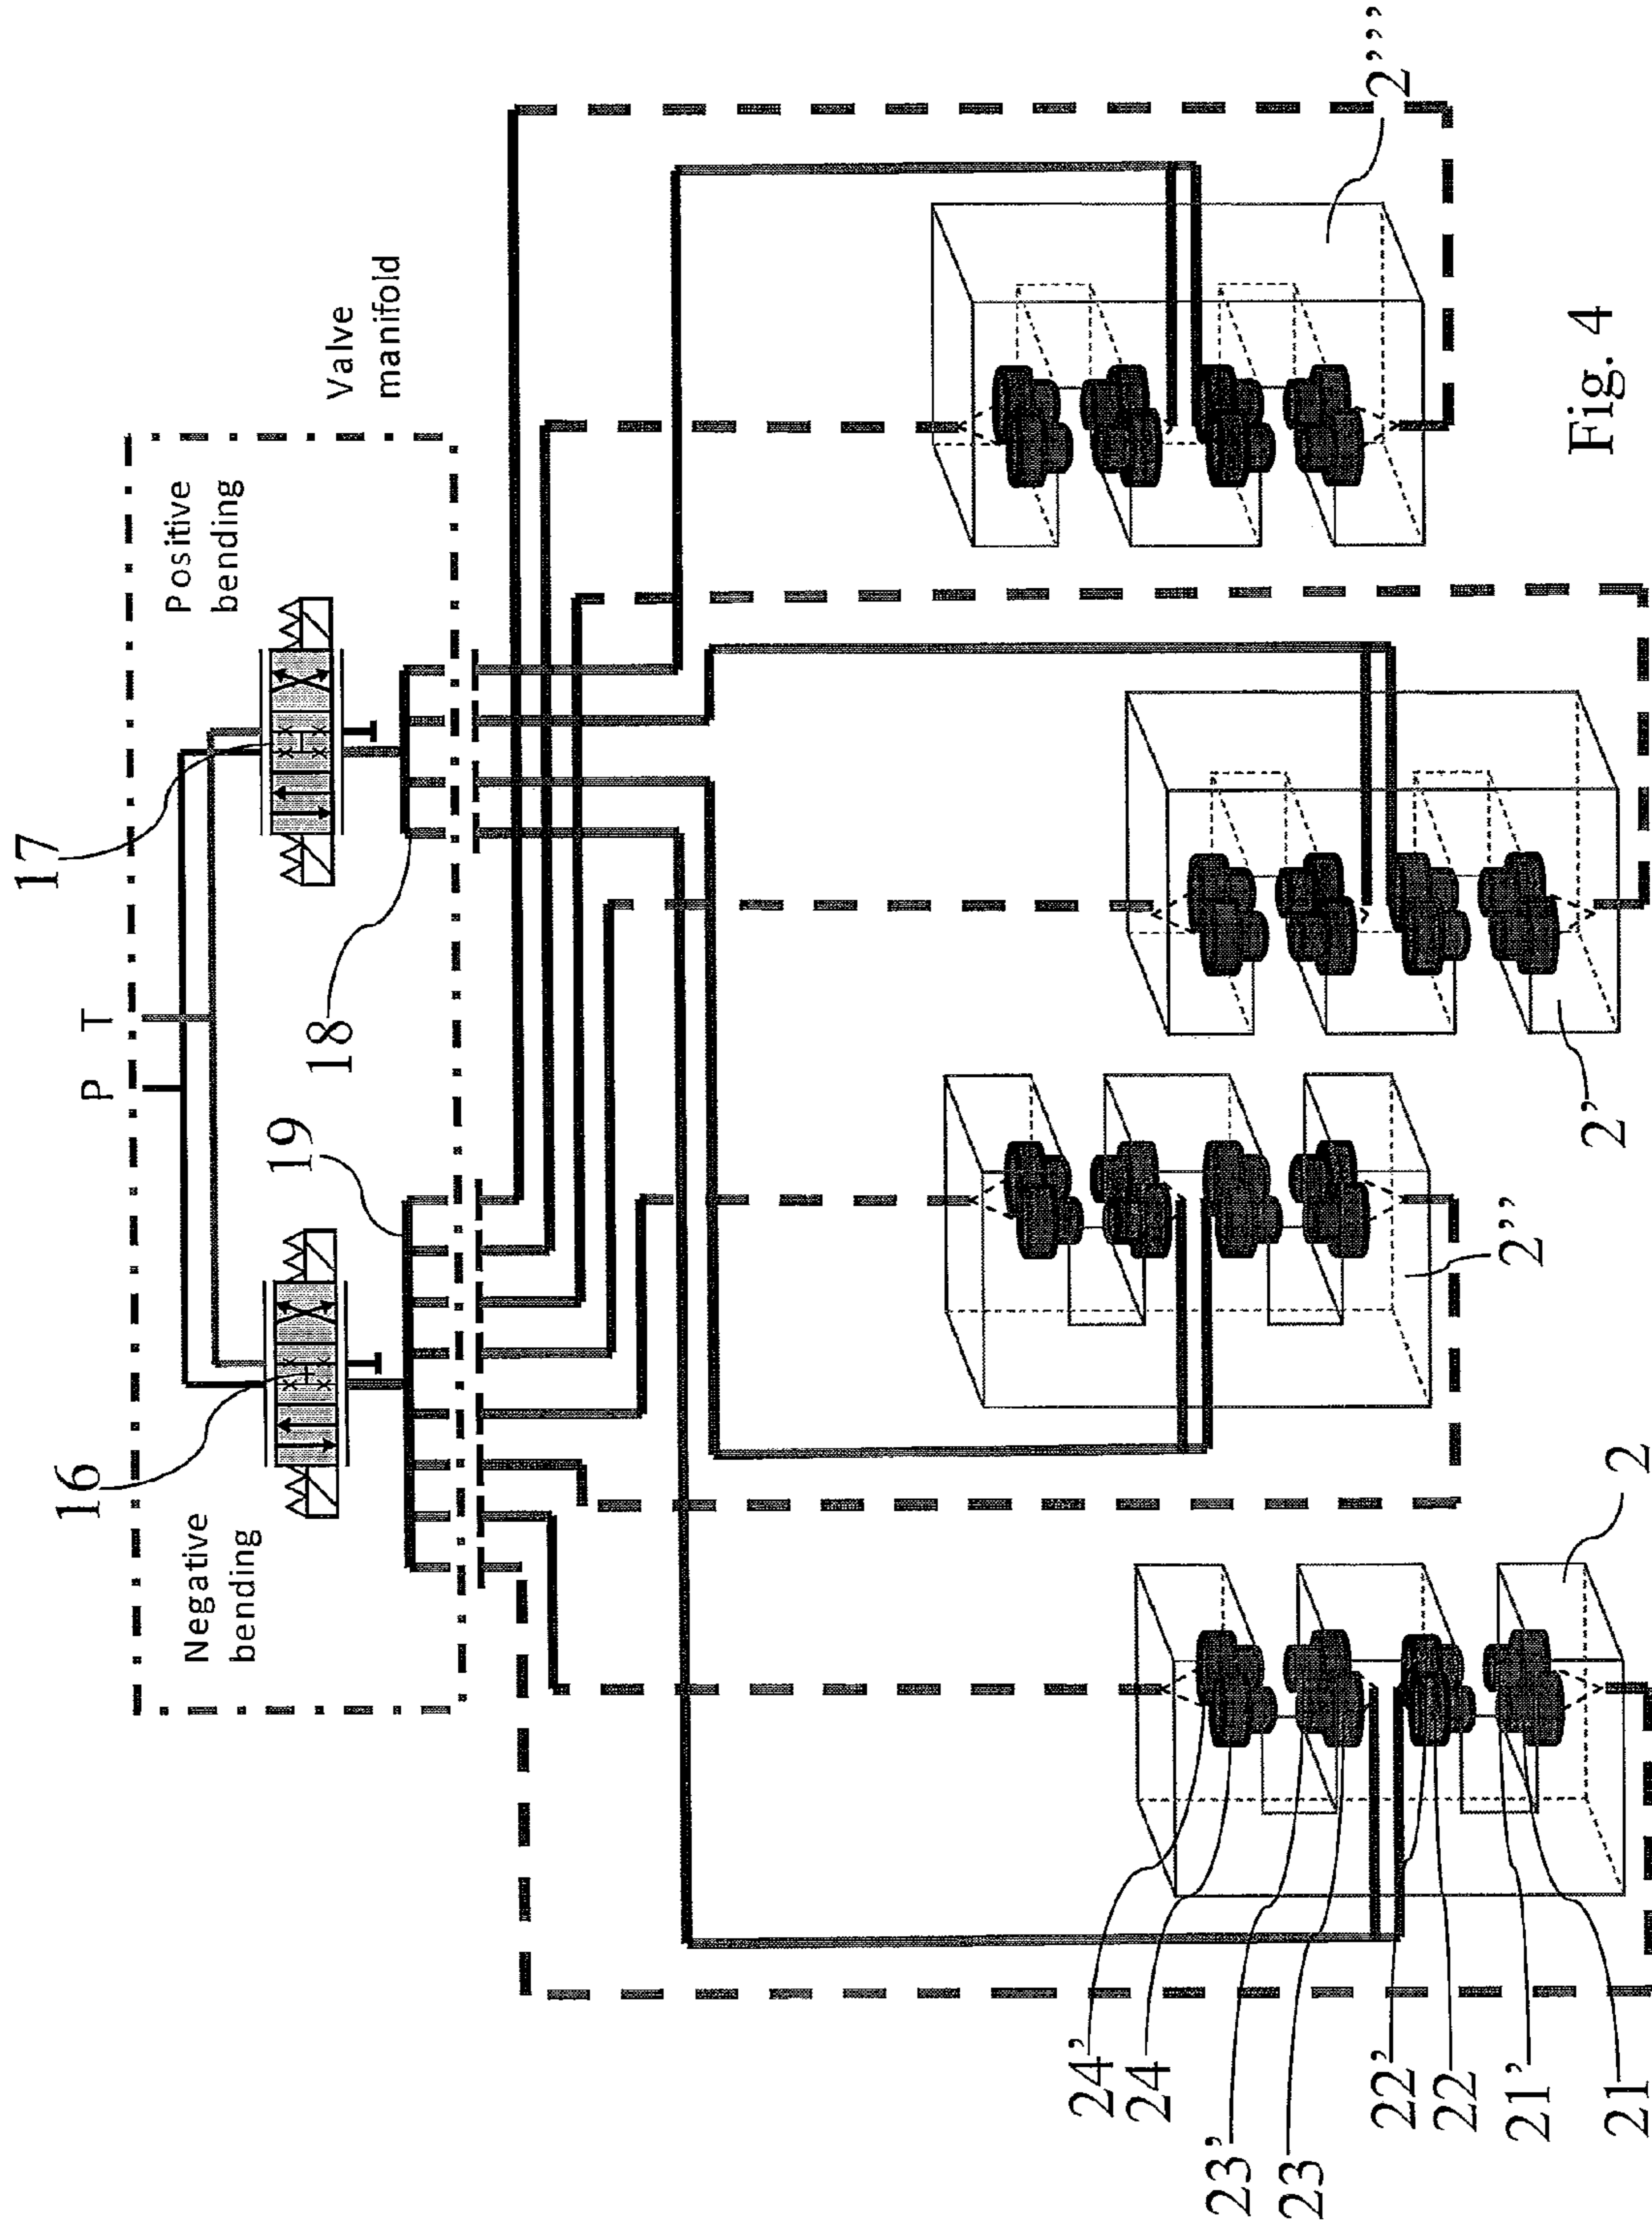 P T
17
16
Positive
bending
Negative
bending
Valve
manifold
18
19
2
2''
2'
2''''
24'
24
23'
23
22'
22
21'
21
Fig. 4